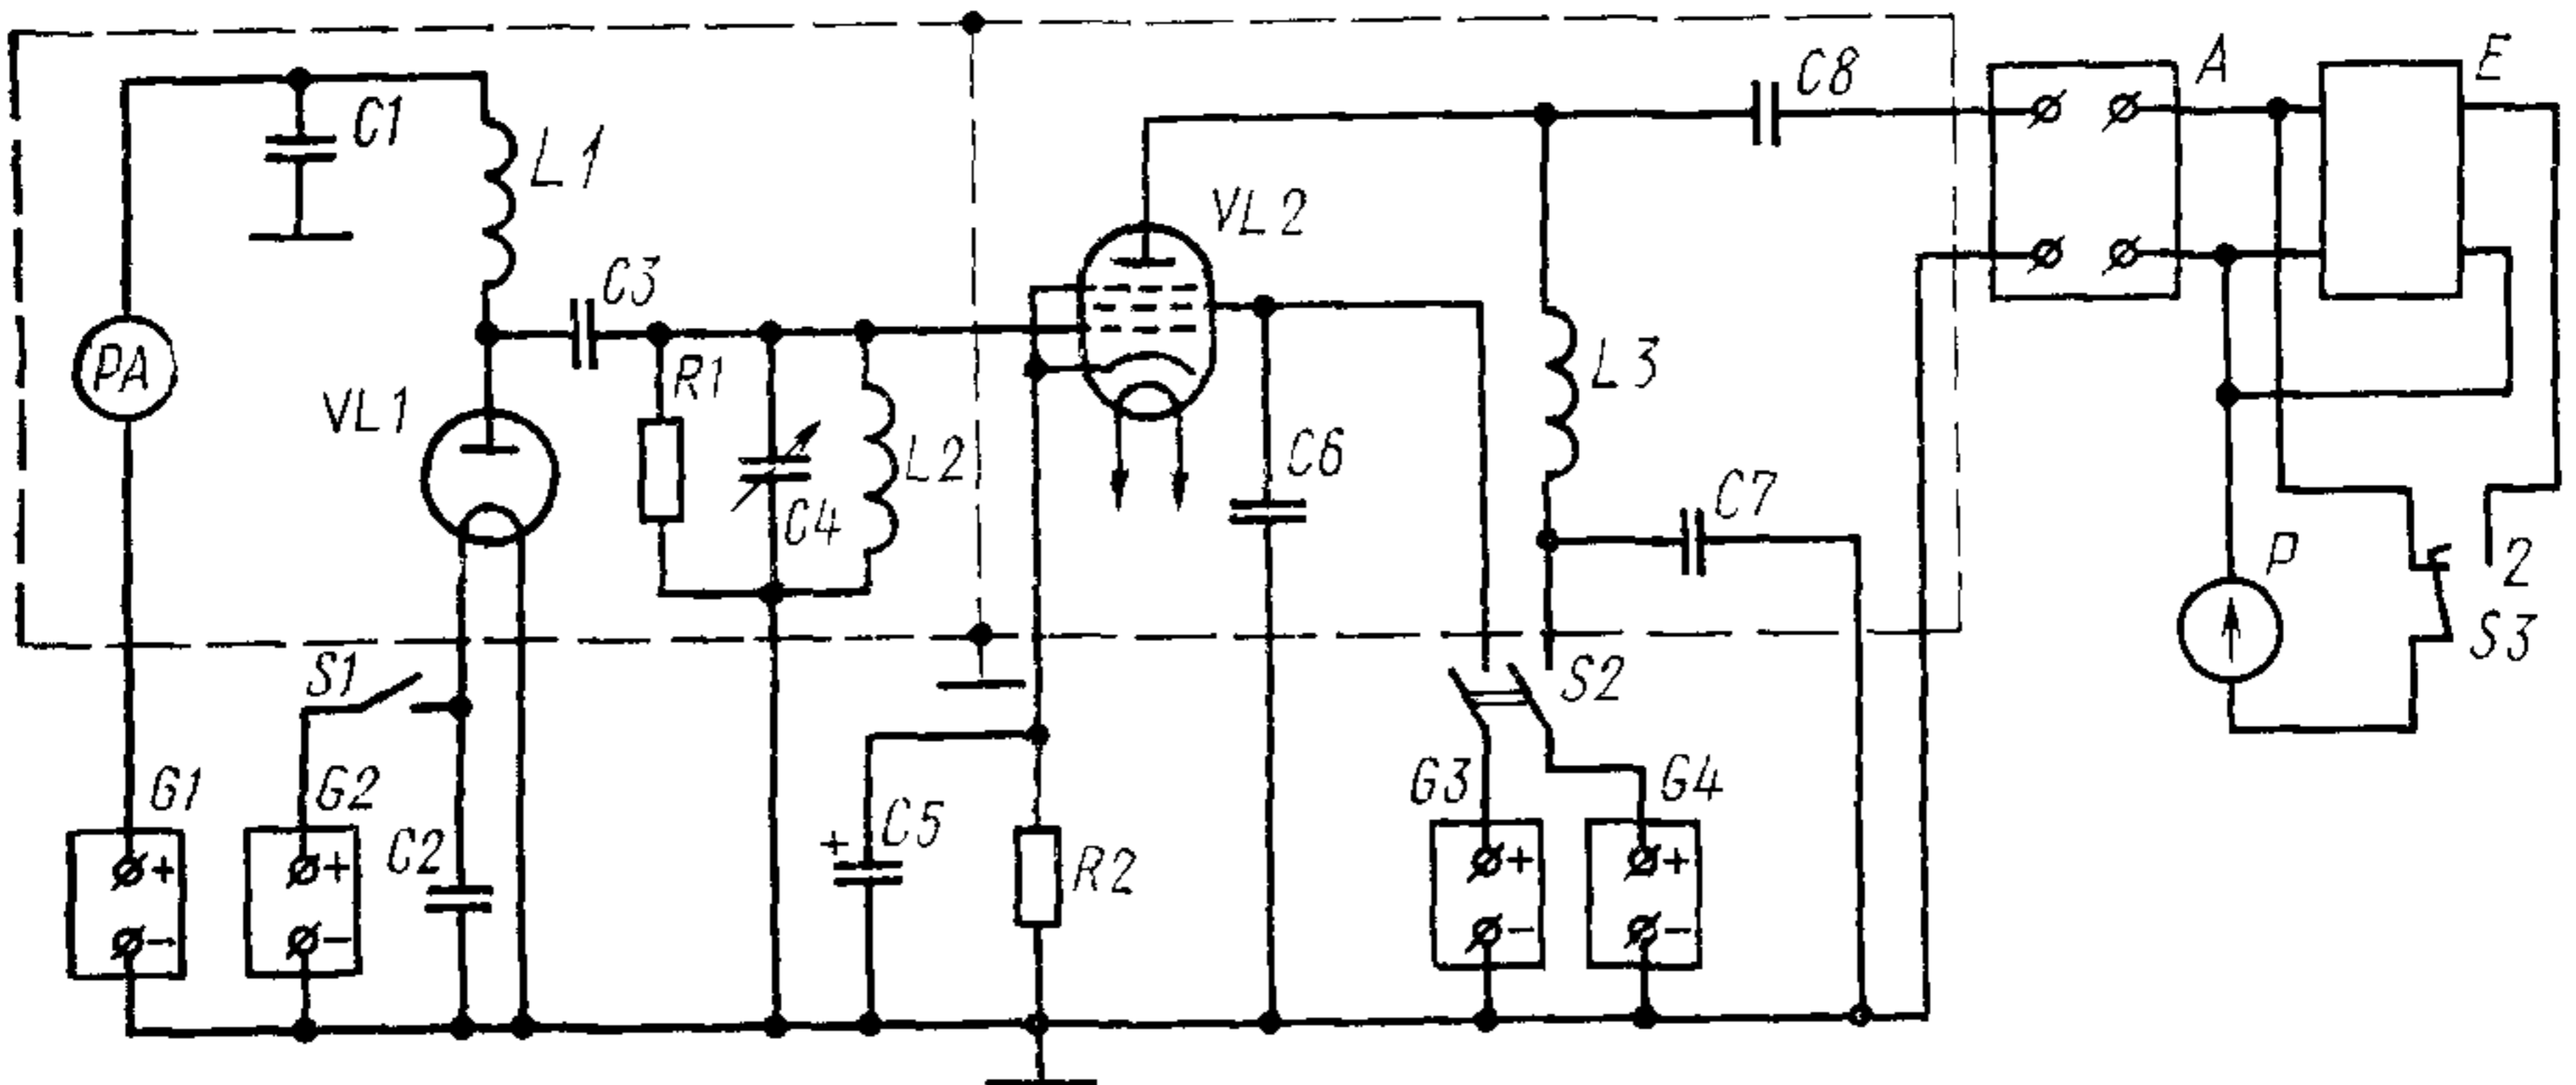 C1
L1
C3
PA
VL1
R1
C4
L2
VL2
C6
C8
L3
C7
A
E
P
2
S3
S1
S2
G1
G2
C2
C5
R2
G3
G4
+
−
+
−
+
+
−
+
−